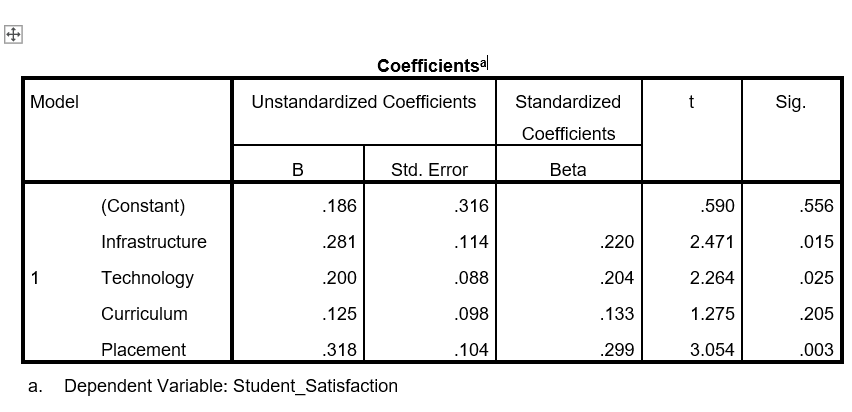 Coefficientsa
Model Unstandardized Coefficients Standardized t Sig.
Coefficients
B Std. Error Beta
(Constant) .186 .316 .590 .556
Infrastructure .281 .114 .220 2.471 .015
1 Technology .200 .088 .204 2.264 .025
Curriculum .125 .098 .133 1.275 .205
Placement .318 .104 .299 3.054 .003
a. Dependent Variable: Student_Satisfaction